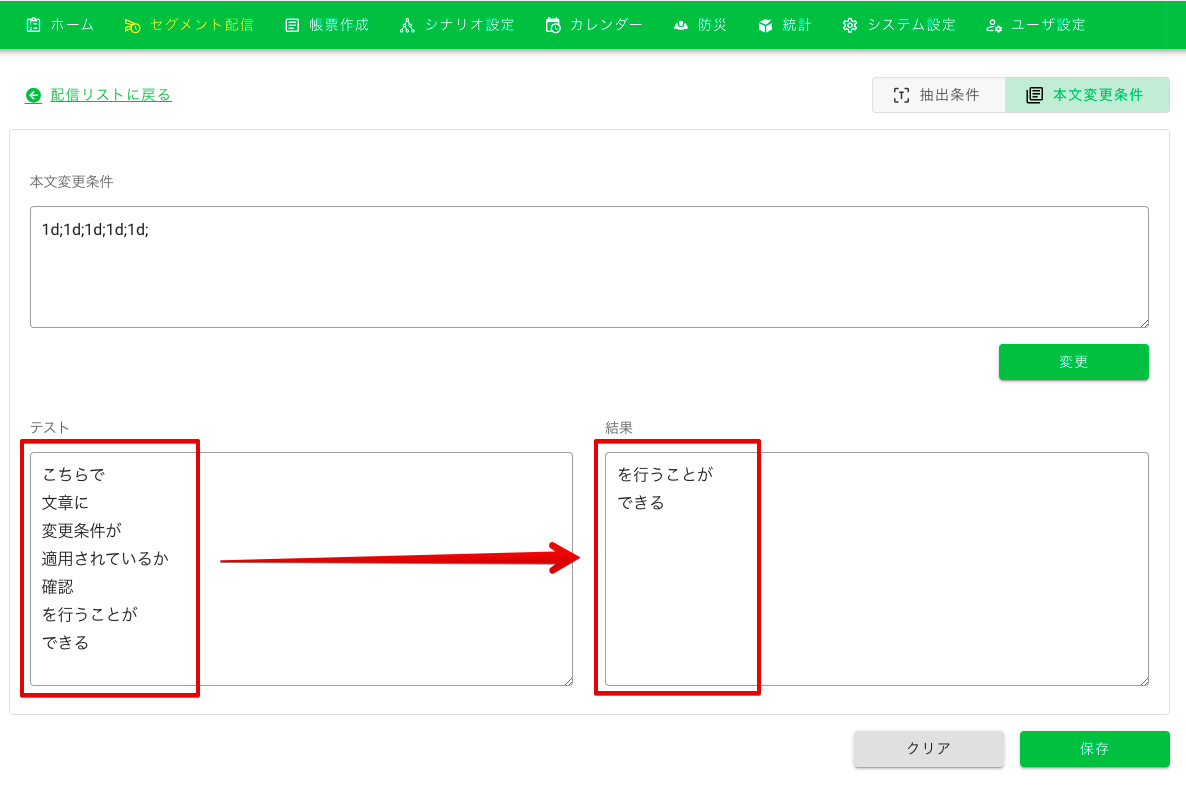 ホーム セグメント配信 帳票作成 シナリオ設定 カレンダー 防災 統計 システム設定 ユーザ設定
配信リストに戻る 抽出条件 本文変更条件
本文変更条件
1d;1d;1d;1d;1d;
変更
テスト
こちらで
文章に
変更条件が
適用されているか
確認
を行うことが
できる
結果
を行うことが
できる
クリア 保存